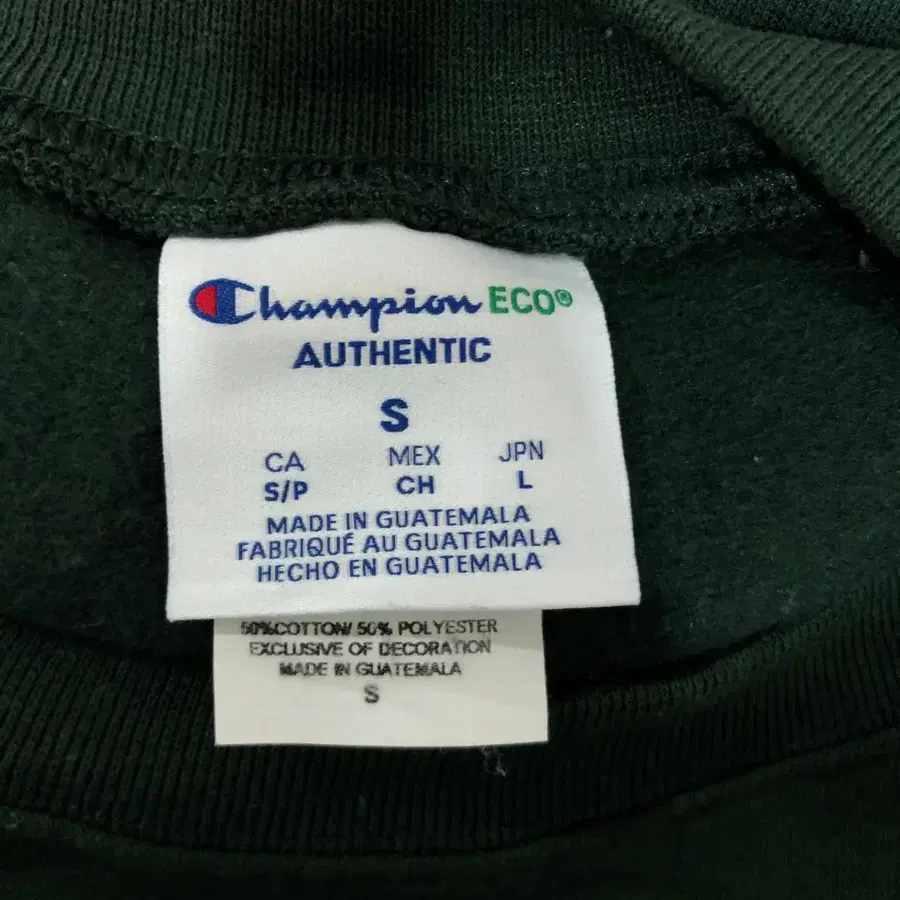 Champion ECO®
AUTHENTIC
S
CA MEX JPN
S/P CH L
MADE IN GUATEMALA
FABRIQUÉ AU GUATEMALA
HECHO EN GUATEMALA
50%COTTON/ 50% POLYESTER
EXCLUSIVE OF DECORATION
MADE IN GUATEMALA
S